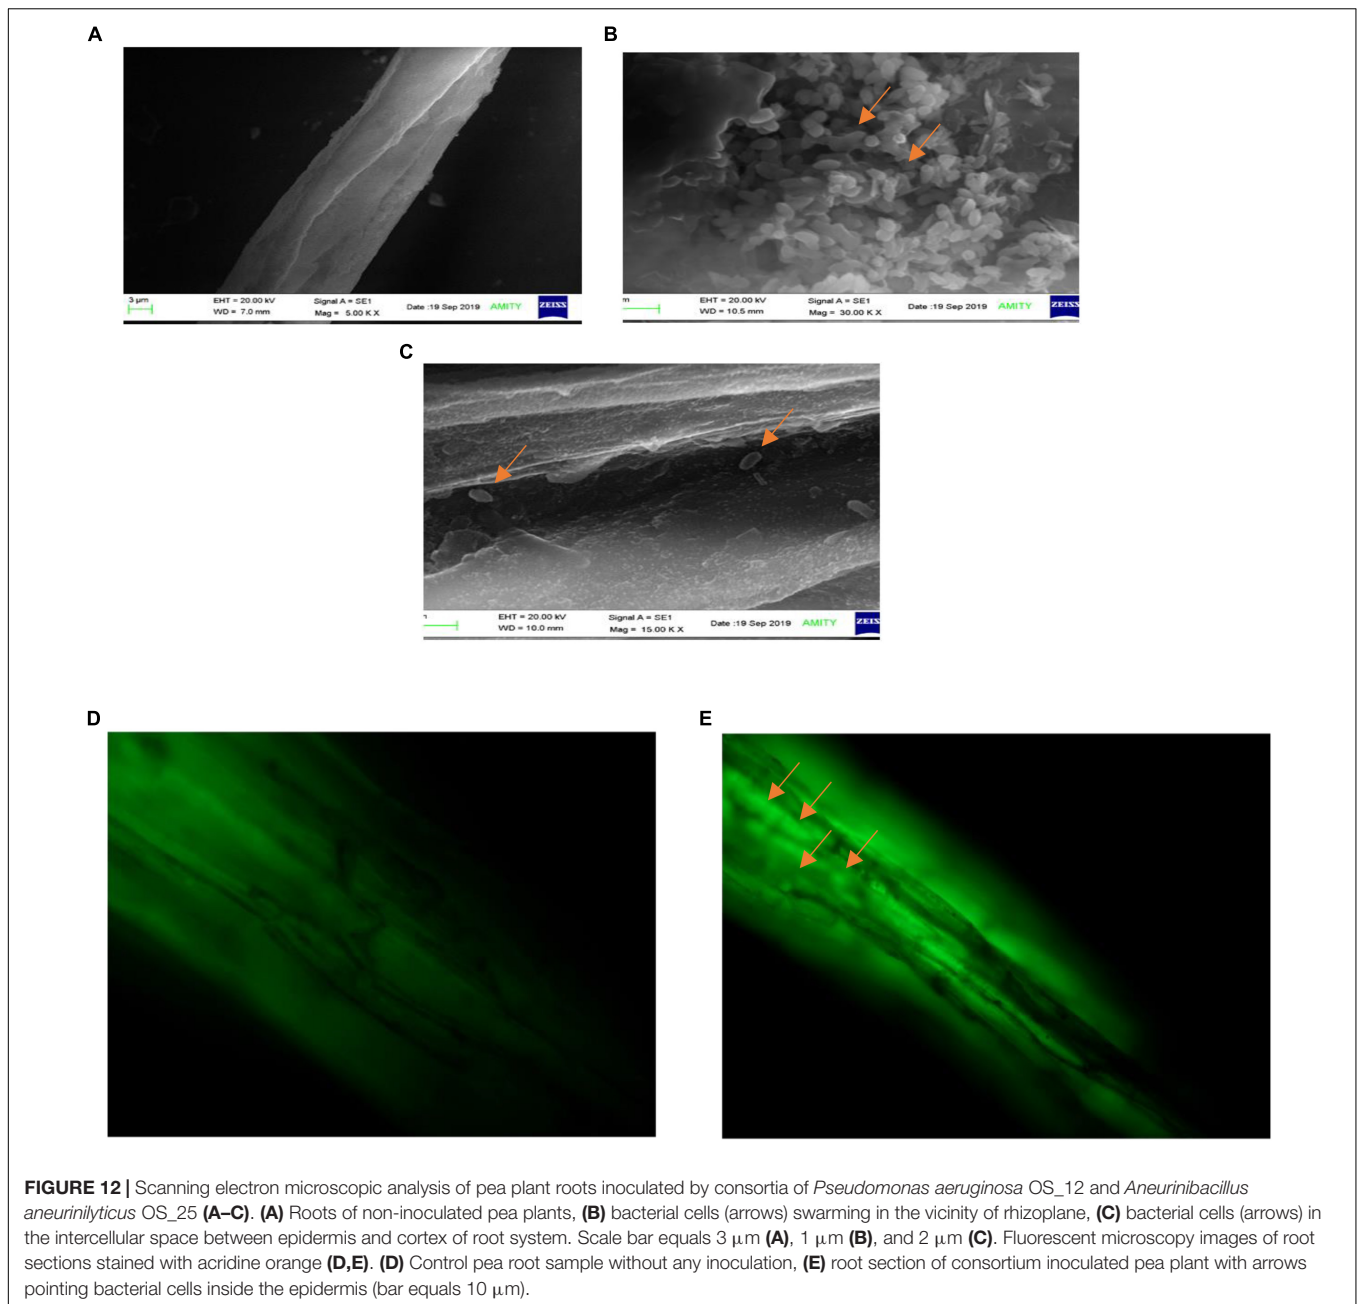 A
B
3 µm
EHT = 20.00 kV
WD = 7.0 mm
Signal A = SE1
Mag = 5.00 K X
Date :19 Sep 2019
AMITY
ZEISS
m
EHT = 20.00 kV
WD = 10.5 mm
Signal A = SE1
Mag = 30.00 K X
Date :19 Sep 2019
AMITY
ZEISS
C
EHT = 20.00 kV
WD = 10.0 mm
Signal A = SE1
Mag = 15.00 K X
Date :19 Sep 2019
AMITY
ZEIS
D
E
FIGURE 12 | Scanning electron microscopic analysis of pea plant roots inoculated by consortia of Pseudomonas aeruginosa OS_12 and Aneurinibacillus
aneurinilyticus OS_25 (A–C). (A) Roots of non-inoculated pea plants, (B) bacterial cells (arrows) swarming in the vicinity of rhizoplane, (C) bacterial cells (arrows) in
the intercellular space between epidermis and cortex of root system. Scale bar equals 3 µm (A), 1 µm (B), and 2 µm (C). Fluorescent microscopy images of root
sections stained with acridine orange (D,E). (D) Control pea root sample without any inoculation, (E) root section of consortium inoculated pea plant with arrows
pointing bacterial cells inside the epidermis (bar equals 10 µm).